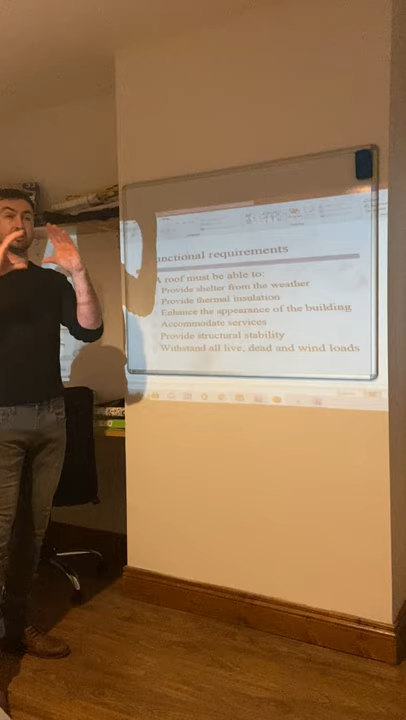 unctional requirements
A roof must be able to:
Provide shelter from the weather
Provide thermal insulation
Enhance the appearance of the building
Accommodate services
Provide structural stability
Withstand all live, dead and wind loads